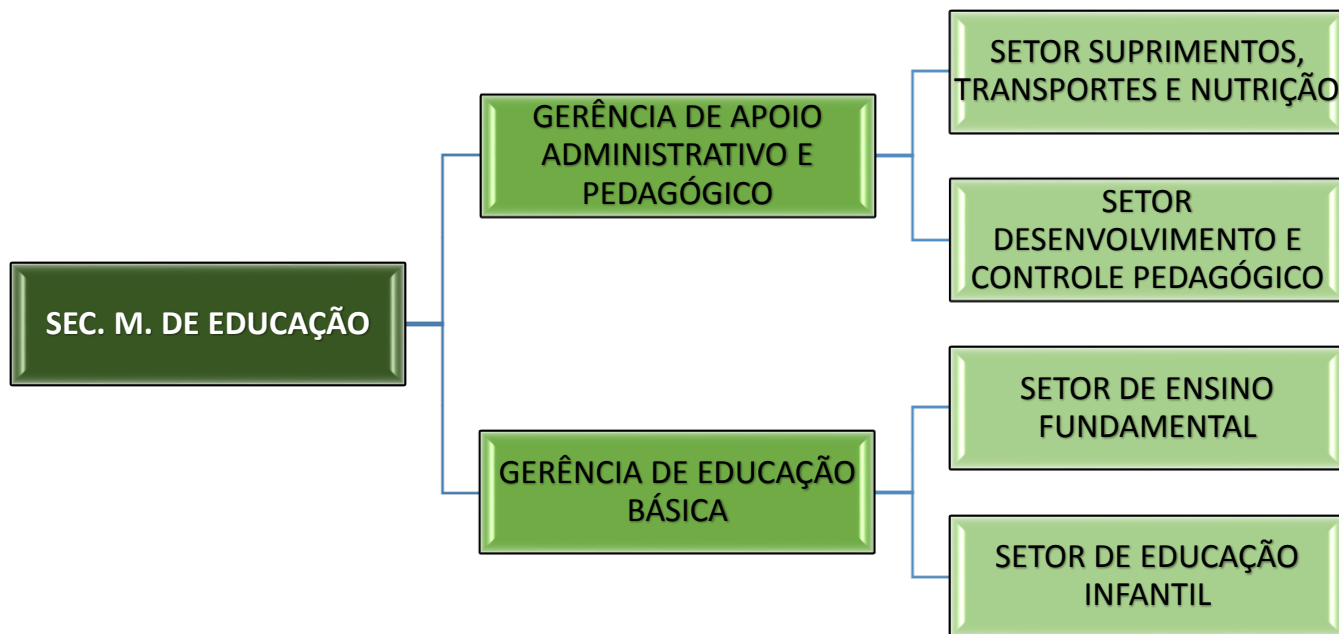 SEC. M. DE EDUCAÇÃO
GERÊNCIA DE APOIO
ADMINISTRATIVO E
PEDAGÓGICO
SETOR SUPRIMENTOS,
TRANSPORTES E NUTRIÇÃO
SETOR
DESENVOLVIMENTO E
CONTROLE PEDAGÓGICO
GERÊNCIA DE EDUCAÇÃO
BÁSICA
SETOR DE ENSINO
FUNDAMENTAL
SETOR DE EDUCAÇÃO
INFANTIL